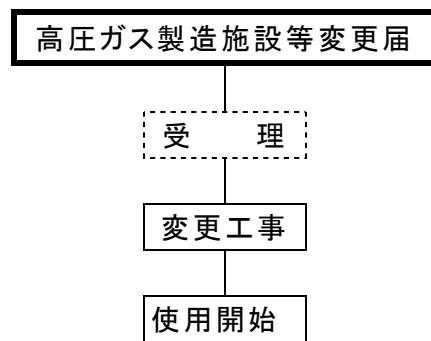 高圧ガス製造施設等変更届
受　　理
変更工事
使用開始